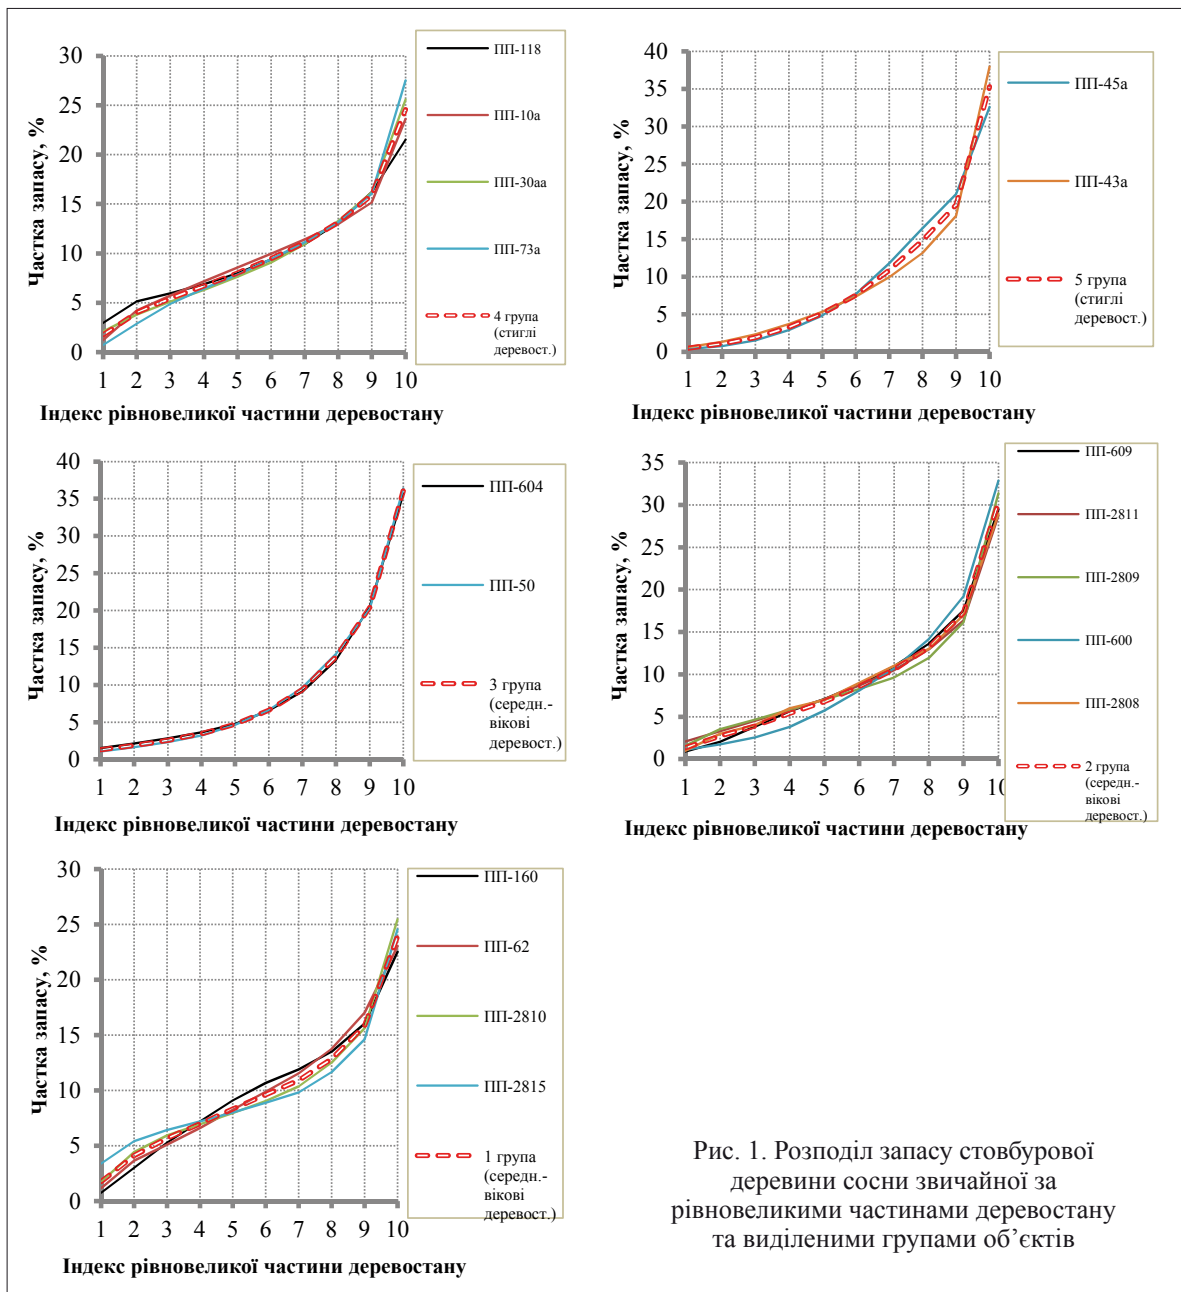 30
25
20
15
10
5
0
Частка запасу, %
1 2 3 4 5 6 7 8 9 10
Індекс рівновеликої частини деревостану
ПП-118
ПП-10а
ПП-30аа
ПП-73а
4 група
(стиглі
деревост.)
40
35
30
25
20
15
10
5
0
Частка запасу, %
1 2 3 4 5 6 7 8 9 10
Індекс рівновеликої частини деревостану
ПП-45а
ПП-43а
5 група
(стиглі
деревост.)
40
35
30
25
20
15
10
5
0
Частка запасу, %
1 2 3 4 5 6 7 8 9 10
Індекс рівновеликої частини деревостану
ПП-604
ПП-50
3 група
(середн.-
вікові
деревост.)
35
30
25
20
15
10
5
0
Частка запасу, %
1 2 3 4 5 6 7 8 9 10
Індекс рівновеликої частини деревостану
ПП-609
ПП-2811
ПП-2809
ПП-600
ПП-2808
2 група
(середн.-
вікові
деревост.)
30
25
20
15
10
5
0
Частка запасу, %
1 2 3 4 5 6 7 8 9 10
Індекс рівновеликої частини деревостану
ПП-160
ПП-62
ПП-2810
ПП-2815
1 група
(середн.-
вікові
деревост.)
Рис. 1. Розподіл запасу стовбурової
деревини сосни звичайної за
рівновеликими частинами деревостану
та виділеними групами об’єктів